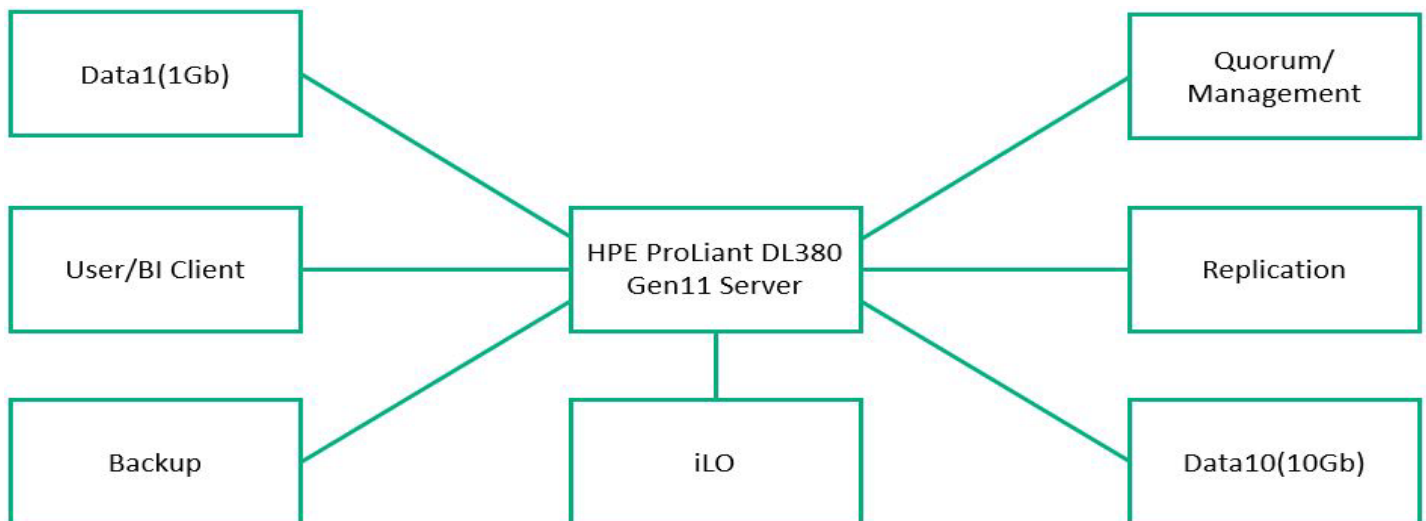 Data1(1Gb)
Quorum/
Management
User/BI Client
HPE ProLiant DL380
Gen11 Server
Replication
Backup
iLO
Data10(10Gb)